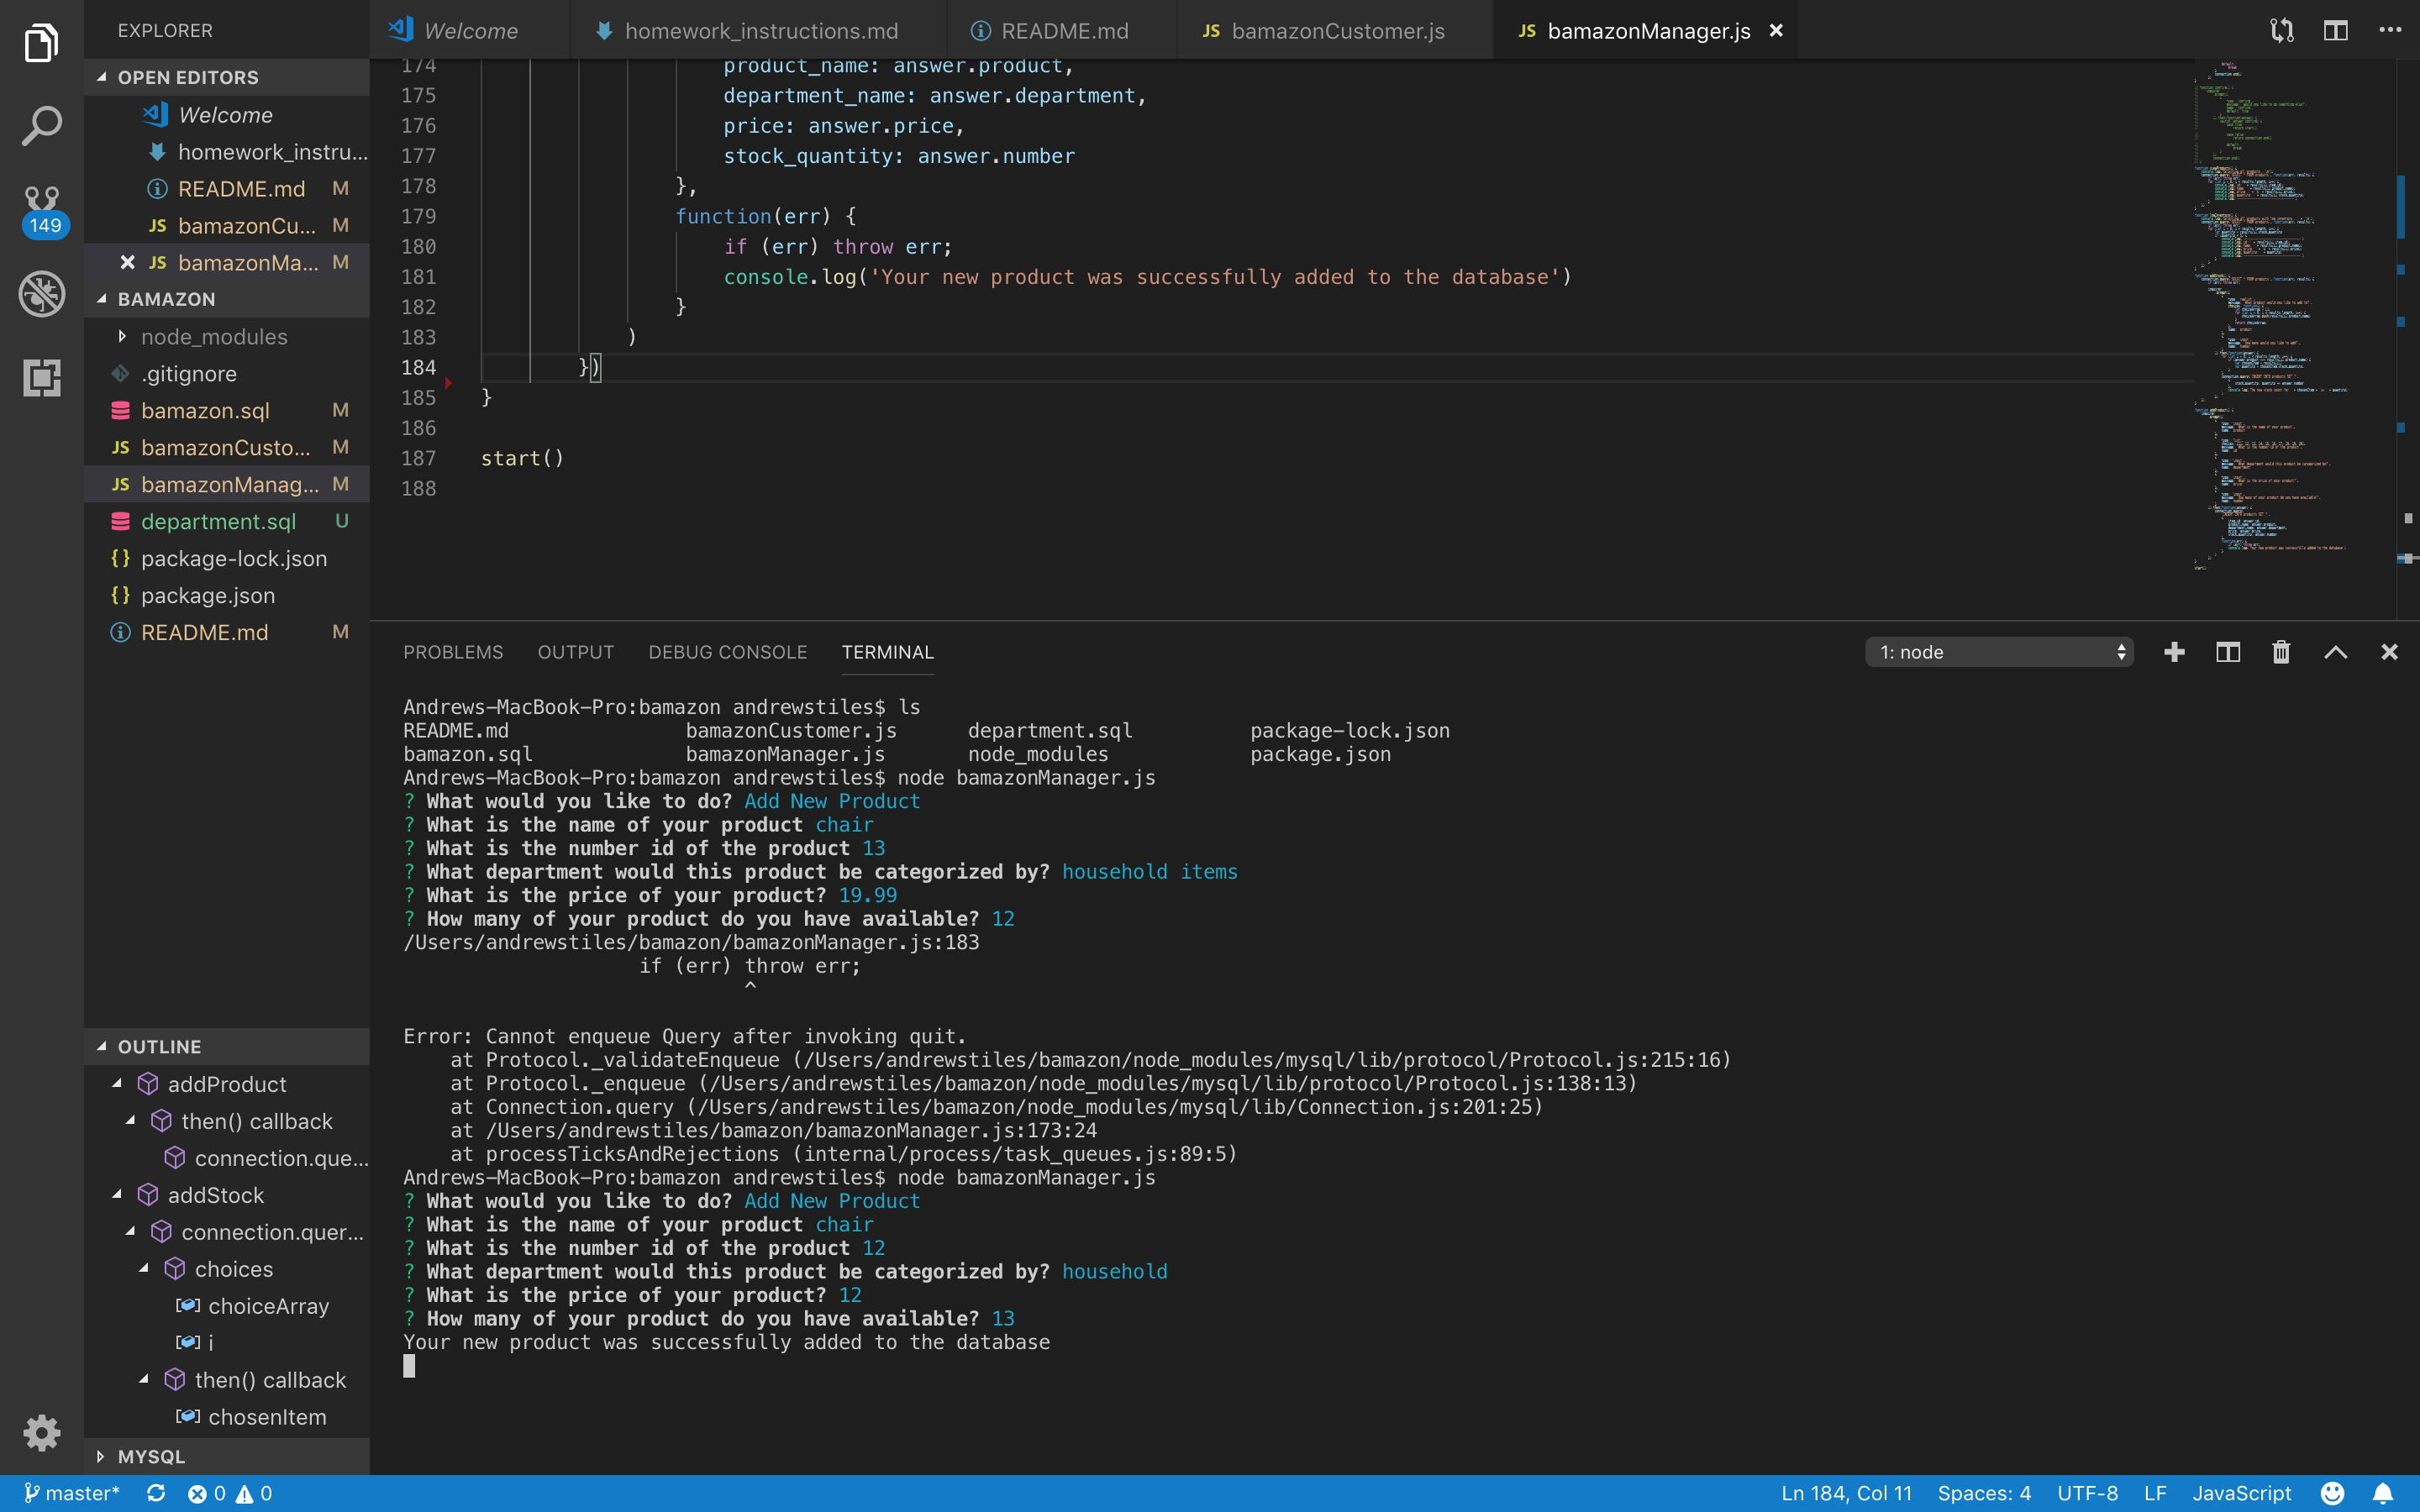 EXPLORER
OPEN EDITORS
Welcome
homework_instru...
README.md M
JS bamazonCu... M
JS bamazonMa... M
BAMAZON
node_modules
.gitignore
bamazon.sql M
JS bamazonCusto... M
JS bamazonManag... M
department.sql U
{} package-lock.json
{} package.json
README.md M
149
OUTLINE
addProduct
then() callback
connection.que...
addStock
connection.quer...
choices
choiceArray
i
then() callback
chosenItem
MYSQL
Welcome homework_instructions.md README.md JS bamazonCustomer.js JS bamazonManager.js
174 product_name: answer.product,
175 department_name: answer.department,
176 price: answer.price,
177 stock_quantity: answer.number
178 },
179 function(err) {
180 if (err) throw err;
181 console.log('Your new product was successfully added to the database')
182 }
183 )
184 })
185 }
186
187 start()
188
PROBLEMS OUTPUT DEBUG CONSOLE TERMINAL 1: node
Andrews-MacBook-Pro:bamazon andrewstiles$ ls
README.md bamazonCustomer.js department.sql package-lock.json
bamazon.sql bamazonManager.js node_modules package.json
Andrews-MacBook-Pro:bamazon andrewstiles$ node bamazonManager.js
? What would you like to do? Add New Product
? What is the name of your product chair
? What is the number id of the product 13
? What department would this product be categorized by? household items
? What is the price of your product? 19.99
? How many of your product do you have available? 12
/Users/andrewstiles/bamazon/bamazonManager.js:183
if (err) throw err;
^
Error: Cannot enqueue Query after invoking quit.
at Protocol._validateEnqueue (/Users/andrewstiles/bamazon/node_modules/mysql/lib/protocol/Protocol.js:215:16)
at Protocol._enqueue (/Users/andrewstiles/bamazon/node_modules/mysql/lib/protocol/Protocol.js:138:13)
at Connection.query (/Users/andrewstiles/bamazon/node_modules/mysql/lib/Connection.js:201:25)
at /Users/andrewstiles/bamazon/bamazonManager.js:173:24
at processTicksAndRejections (internal/process/task_queues.js:89:5)
Andrews-MacBook-Pro:bamazon andrewstiles$ node bamazonManager.js
? What would you like to do? Add New Product
? What is the name of your product chair
? What is the number id of the product 12
? What department would this product be categorized by? household
? What is the price of your product? 12
? How many of your product do you have available? 13
Your new product was successfully added to the database
master* 0 0 Ln 184, Col 11 Spaces: 4 UTF-8 LF JavaScript